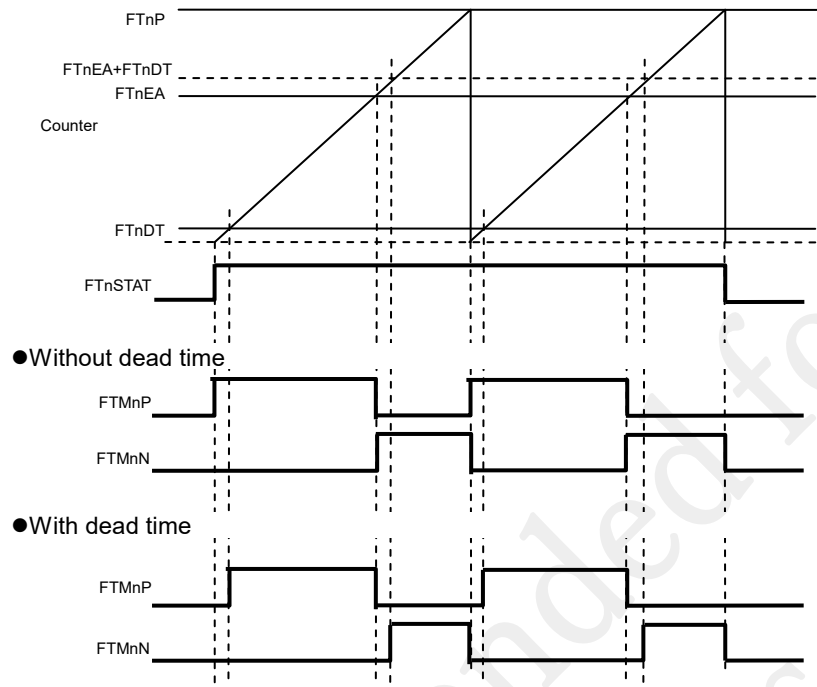 FTnP
FTnEA+FTnDT
FTnEA
Counter
FTnDT
FTnSTAT
●Without dead time
FTMnP
FTMnN
●With dead time
FTMnP
FTMnN